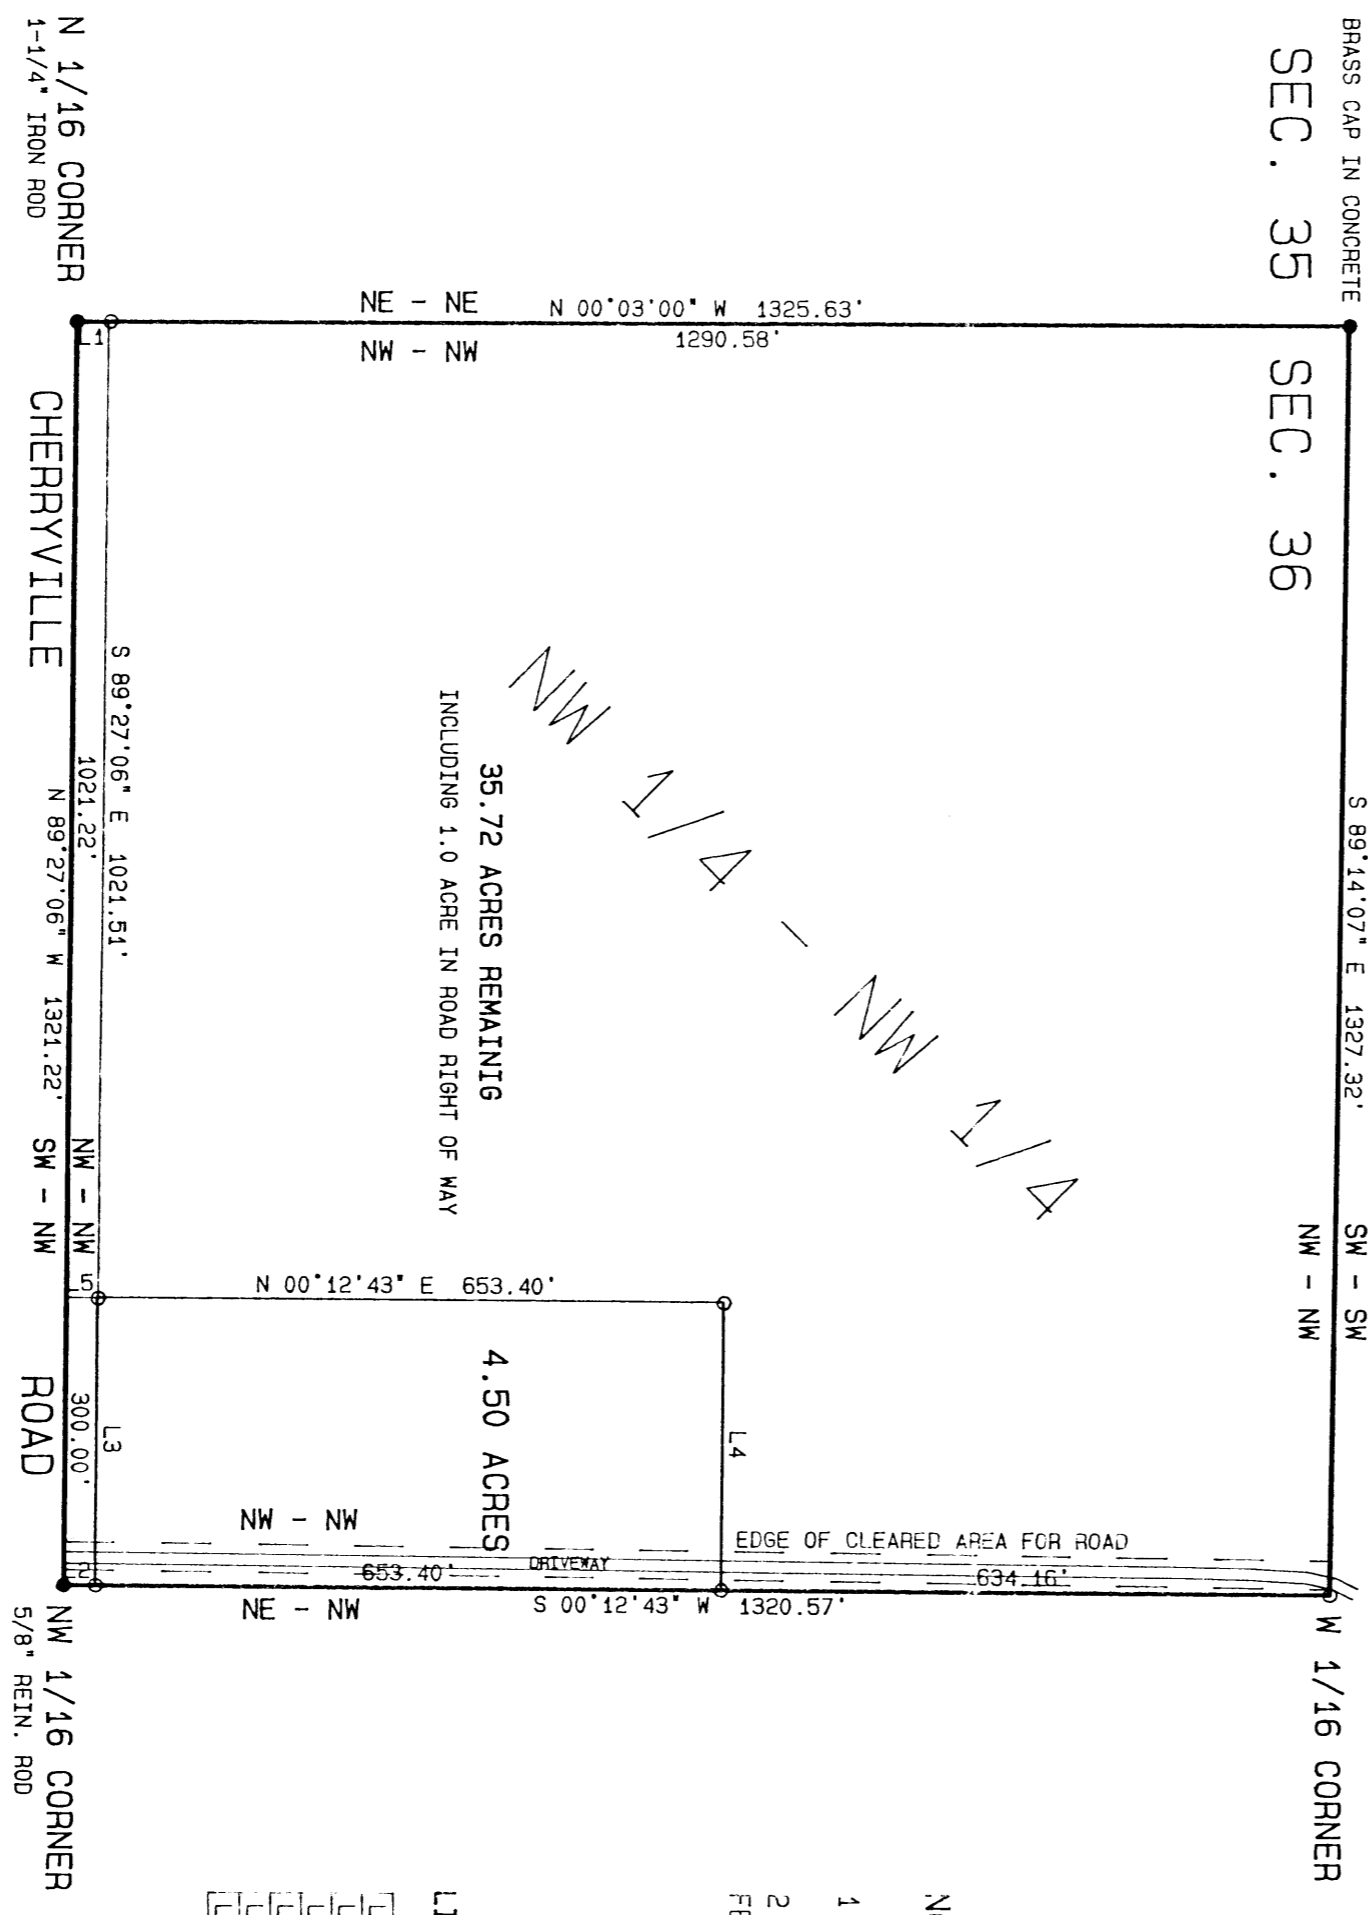 BRASS CAP IN CONCRETE
SEC. 35
SEC. 36
S 89°14'07" E 1327.32'
SW - SW
NW - NW
W 1/16 CORNER
NE - NE
N 00°03'00" W 1325.63'
NW - NW
1290.58'
NW 1/4 - NW 1/4
35.72 ACRES REMAINIG
INCLUDING 1.0 ACRE IN ROAD RIGHT OF WAY
N 00°12'43" E 653.40'
4.50 ACRES
L4
EDGE OF CLEARED AREA FOR ROAD
DRIVEWAY
NW - NW
653.40'
634.16'
NE - NW
S 00°12'43" W 1320.57'
L1
S 89°27'06" E 1021.51'
1021.22'
N 89°27'06" W 1321.22'
NW - NW
SW - NW
L5
L3
300.00'
2
N 1/16 CORNER
1-1/4" IRON ROD
CHERRYVILLE ROAD
NW 1/16 CORNER
5/8" REIN. ROD
1
2